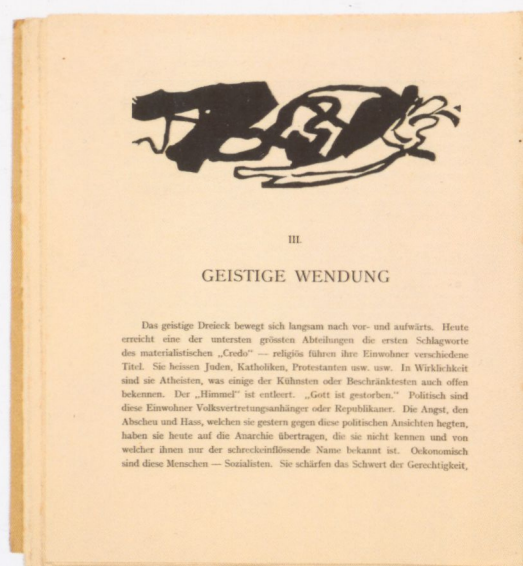 III.
GEISTIGE WENDUNG
Das geistige Dreieck bewegt sich langsam nach vor- und aufwärts. Heute
erreicht eine der untersten grössten Abteilungen die ersten Schlagworte
des materialistischen „Credo“ — religiös führen ihre Einwohner verschiedene
Titel. Sie heissen Juden, Katholiken, Protestanten usw. usw. In Wirklichkeit
sind sie Atheisten, was einige der Kühnsten oder Beschränktesten auch offen
bekennen. Der „Himmel“ ist entleert. „Gott ist gestorben.“ Politisch sind
diese Einwohner Volksvertretungsanhänger oder Republikaner. Die Angst, den
Abscheu und Hass, welchen sie gestern gegen diese politischen Ansichten hegten,
haben sie heute auf die Anarchie übertragen, die sie nicht kennen und von
welcher ihnen nur der schreckeinflössende Name bekannt ist. Oekonomisch
sind diese Menschen — Sozialisten. Sie schärfen das Schwert der Gerechtigkeit,